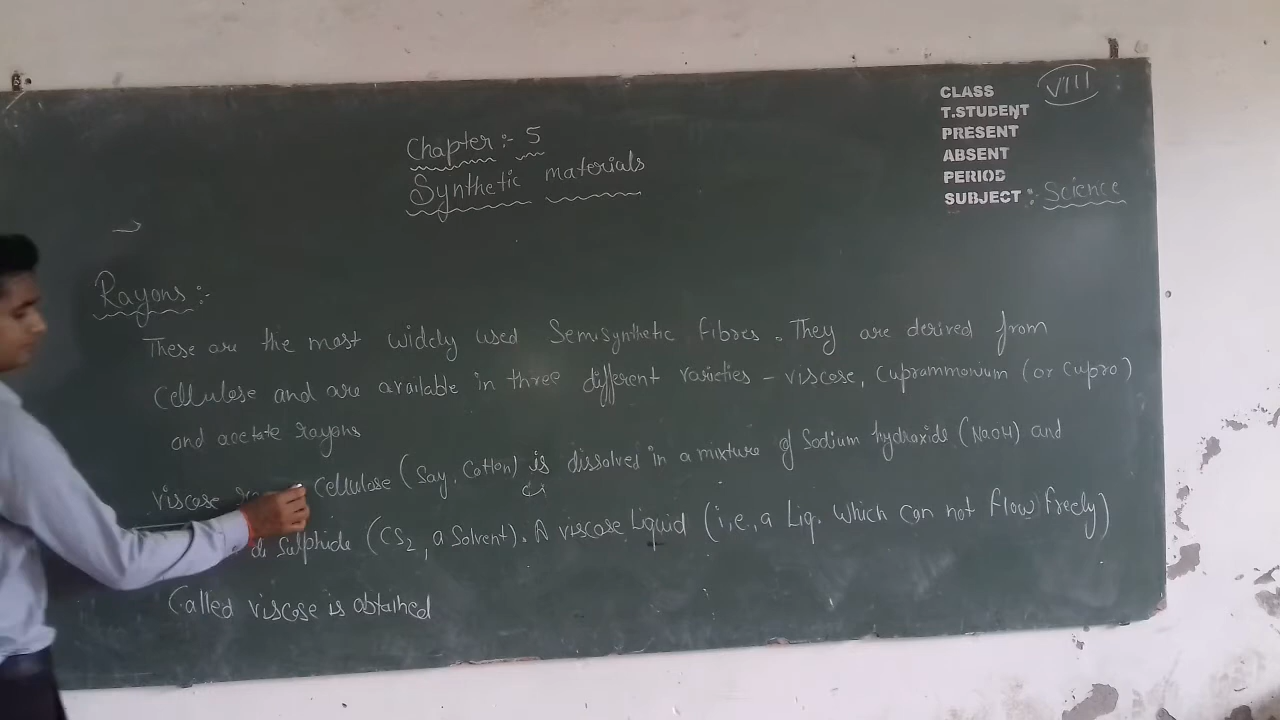 CLASS VIII
T.STUDENT
PRESENT
ABSENT
PERIOD
SUBJECT :- Science
Chapter :- 5
Synthetic materials
Rayons :-
These are the most widely used Semisynthetic Fibres. They are derived from
Cellulose and are available in three different varieties - viscose, Cuprammonium (or Cupro)
and acetate rayons
viscose Cellulose (Say, Cotton) is dissolved in a mixture of Sodium hydroxide (NaOH) and
di Sulphide (CS2, a Solvent). A viscose Liquid (i,e., a Liq. which can not flow freely)
Called viscose is obtained